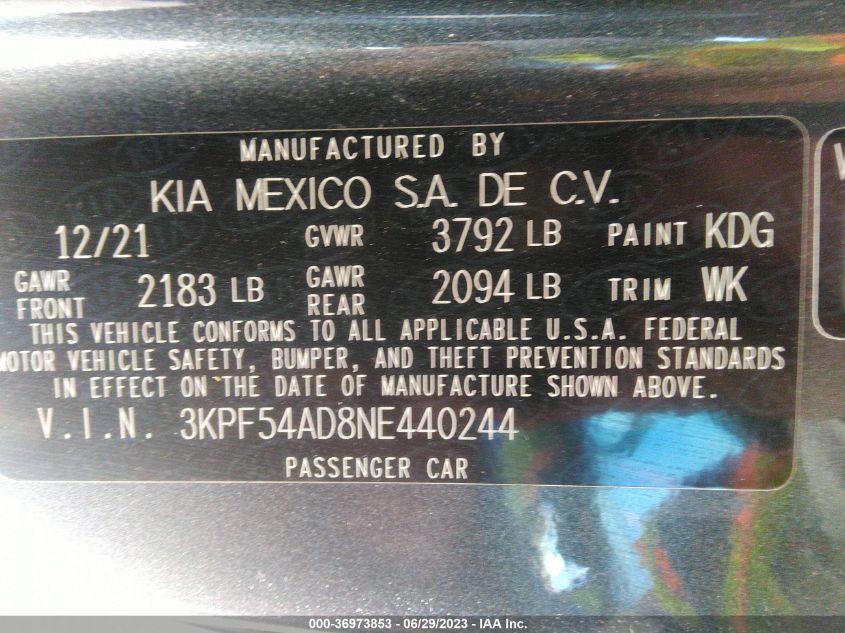 MANUFACTURED BY
KIA MEXICO S.A. DE C.V.
12/21 GVWR 3792 LB PAINT KDG
GAWR FRONT 2183 LB GAWR REAR 2094 LB TRIM WK
THIS VEHICLE CONFORMS TO ALL APPLICABLE U.S.A. FEDERAL
MOTOR VEHICLE SAFETY, BUMPER, AND THEFT PREVENTION STANDARDS
IN EFFECT ON THE DATE OF MANUFACTURE SHOWN ABOVE.
V.I.N. 3KPF54AD8NE440244
PASSENGER CAR
000-36973853 / 06/29/2023 - IAA Inc.